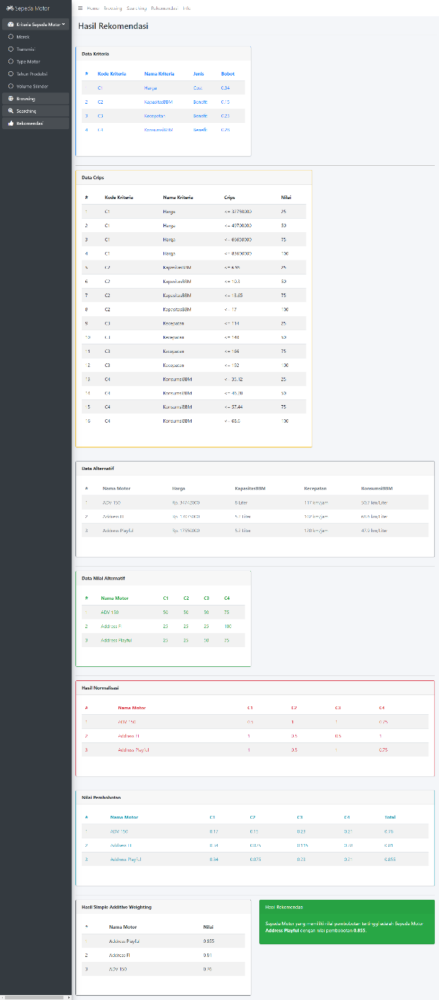 Sepeda Motor
Home Browsing Searching Rekomendasi Info
Kriteria Sepeda Motor
Merek
Transmisi
Type Motor
Tahun Produksi
Volume Silinder
Browsing
Searching
Rekomendasi
Hasil Rekomendasi
Data Kriteria
# Kode Kriteria Nama Kriteria Jenis Bobot
1 C1 Harga Cost 0.34
2 C2 KapasitasBBM Benefit 0.15
3 C3 Kecepatan Benefit 0.23
4 C4 KonsumsiBBM Benefit 0.28
Data Crips
# Kode Kriteria Nama Kriteria Crips Nilai
1 C1 Harga <= 32750000 25
2 C1 Harga <= 49700000 50
3 C1 Harga <= 66650000 75
4 C1 Harga <= 83600000 100
5 C2 KapasitasBBM <= 6.95 25
6 C2 KapasitasBBM <= 10.3 50
7 C2 KapasitasBBM <= 13.65 75
8 C2 KapasitasBBM <= 17 100
9 C3 Kecepatan <= 114 25
10 C3 Kecepatan <= 140 50
11 C3 Kecepatan <= 166 75
12 C3 Kecepatan <= 192 100
13 C4 KonsumsiBBM <= 35.12 25
14 C4 KonsumsiBBM <= 46.28 50
15 C4 KonsumsiBBM <= 57.44 75
16 C4 KonsumsiBBM <= 68.6 100
Data Alternatif
# Nama Motor Harga KapasitasBBM Kecepatan KonsumsiBBM
1 ADV 150 Rp. 34742000 8 Liter 117 km/jam 50.7 km/Liter
2 Address FI Rp. 17075000 5.2 Liter 102 km/jam 68.6 km/Liter
3 Address Playful Rp. 17550000 5.2 Liter 120 km/jam 47.9 km/Liter
Data Nilai Alternatif
# Nama Motor C1 C2 C3 C4
1 ADV 150 50 50 50 75
2 Address FI 25 25 25 100
3 Address Playful 25 25 50 75
Hasil Normalisasi
# Nama Motor C1 C2 C3 C4
1 ADV 150 0.5 1 1 0.75
2 Address FI 1 0.5 0.5 1
3 Address Playful 1 0.5 1 0.75
Nilai Pembobotan
# Nama Motor C1 C2 C3 C4 Total
1 ADV 150 0.17 0.15 0.23 0.21 0.76
2 Address FI 0.34 0.075 0.115 0.28 0.81
3 Address Playful 0.34 0.075 0.23 0.21 0.855
Hasil Simple Additive Weighting
# Nama Motor Nilai
1 Address Playful 0.855
2 Address FI 0.81
3 ADV 150 0.76
Hasil Rekomendasi
Sepeda Motor yang memiliki nilai pembobotan tertinggi adalah Sepeda Motor
Address Playful dengan nilai pembobotan 0.855.